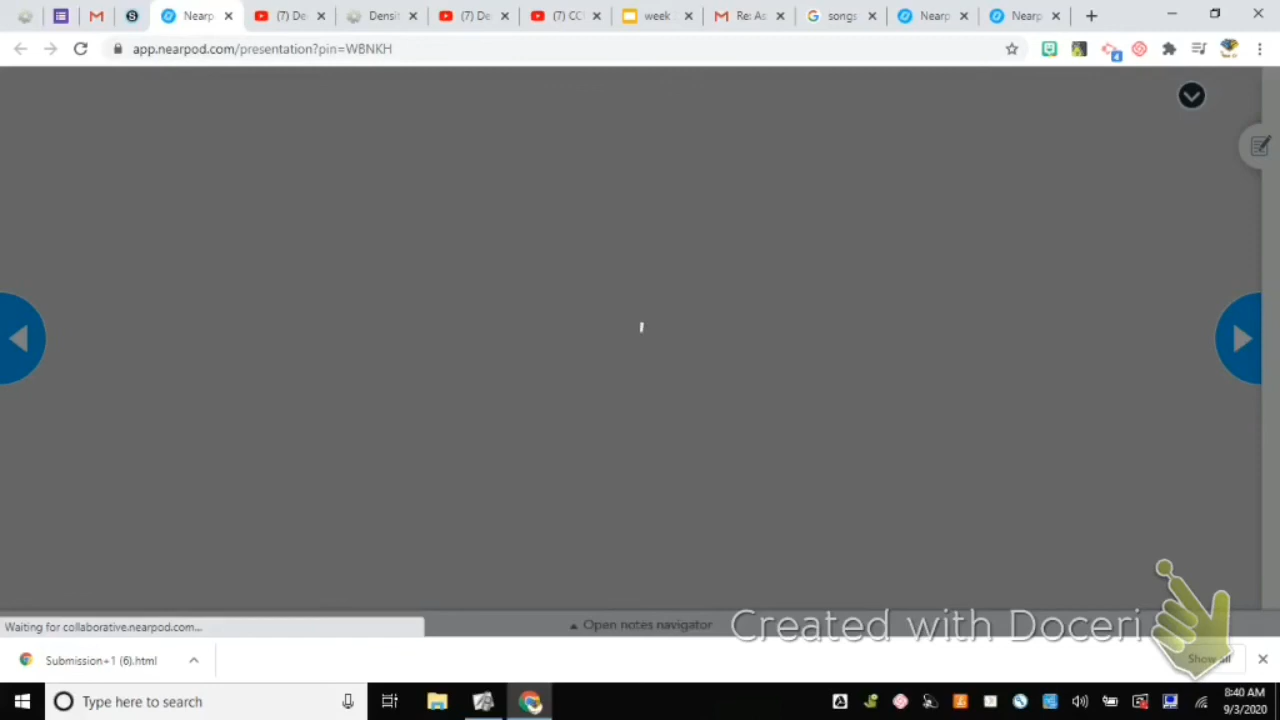 Nearp
(7) De
Densit
(7) De
(7) CC
week
Re: As
songs
Nearp
Nearp
app.nearpod.com/presentation?pin=WBNKH
4
Waiting for collaborative.nearpod.com...
Open notes navigator
Created with Doceri
Submission+1 (6).html
Show all
Type here to search
8:40 AM
9/3/2020